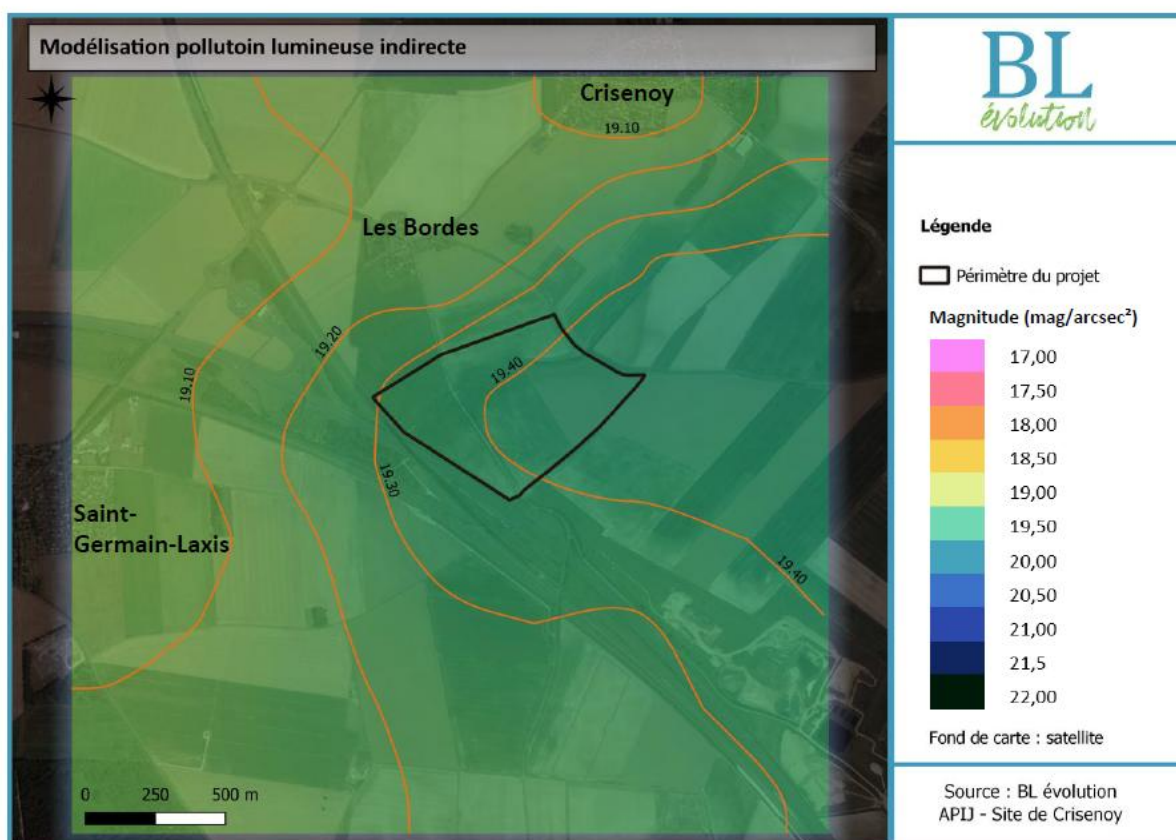 Modélisation pollutoin lumineuse indirecte
Crisenoy
19.10
Les Bordes
19.20
19.10
19.40
19.30
Saint-
Germain-Laxis
19.40
0 250 500 m
BL
évolution
Légende
Périmètre du projet
Magnitude (mag/arcsec²)
17,00
17,50
18,00
18,50
19,00
19,50
20,00
20,50
21,00
21,5
22,00
Fond de carte : satellite
Source : BL évolution
APIJ - Site de Crisenoy